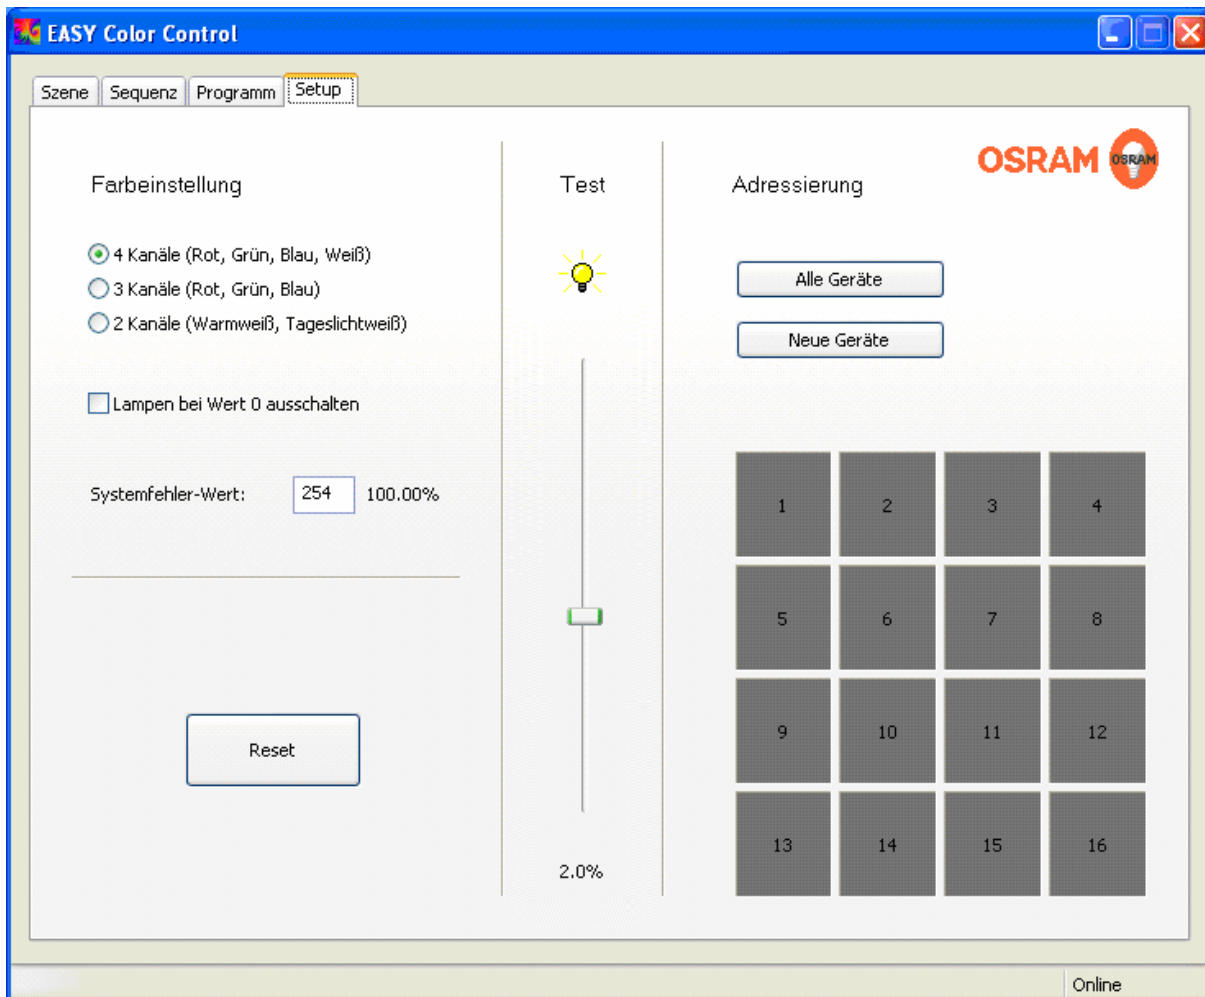 EASY Color Control
Szene Sequenz Programm Setup
OSRAM OSRAM
Farbeinstellung
4 Kanäle (Rot, Grün, Blau, Weiß)
3 Kanäle (Rot, Grün, Blau)
2 Kanäle (Warmweiß, Tageslichtweiß)
Lampen bei Wert 0 ausschalten
Systemfehler-Wert: 254 100.00%
Reset
Test
2.0%
Adressierung
Alle Geräte
Neue Geräte
1 2 3 4
5 6 7 8
9 10 11 12
13 14 15 16
Online